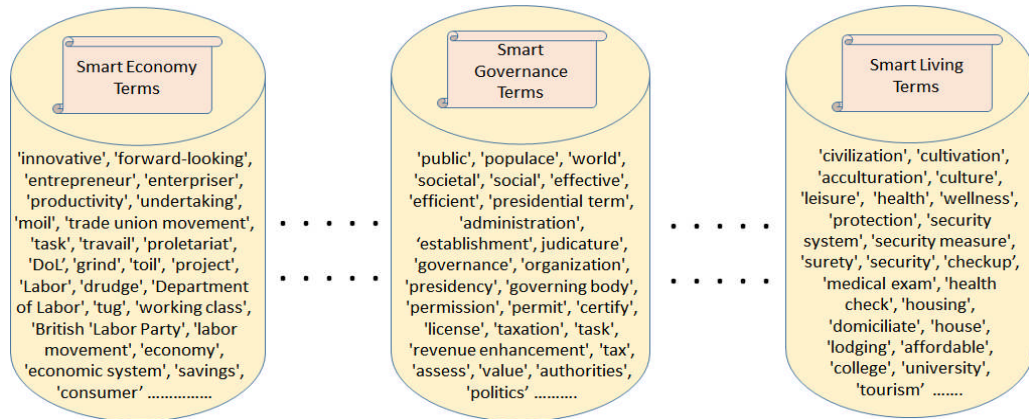 Smart Economy
Terms
'innovative', 'forward-looking',
'entrepreneur', 'enterpriser',
'productivity', 'undertaking',
'moil', 'trade union movement',
'task', 'travail', 'proletariat',
'DoL’, 'grind', 'toil', 'project',
'Labor', 'drudge', 'Department
of Labor', 'tug', 'working class',
'British 'Labor Party', 'labor
movement', 'economy',
'economic system', 'savings',
'consumer’ ……………
Smart
Governance
Terms
'public', 'populace', 'world',
'societal', 'social', 'effective',
'efficient', 'presidential term',
'administration',
‘establishment', judicature',
'governance', 'organization',
'presidency', 'governing body',
'permission', 'permit', 'certify',
'license', 'taxation', 'task',
'revenue enhancement', 'tax',
'assess', 'value', 'authorities',
'politics’ ……….
Smart Living
Terms
'civilization', 'cultivation',
'acculturation', 'culture',
'leisure', 'health', 'wellness',
'protection', 'security
system', 'security measure',
'surety', 'security', 'checkup’,
'medical exam', 'health
check', 'housing',
'domiciliate', 'house',
'lodging', 'affordable',
'college', 'university',
'tourism’ …….